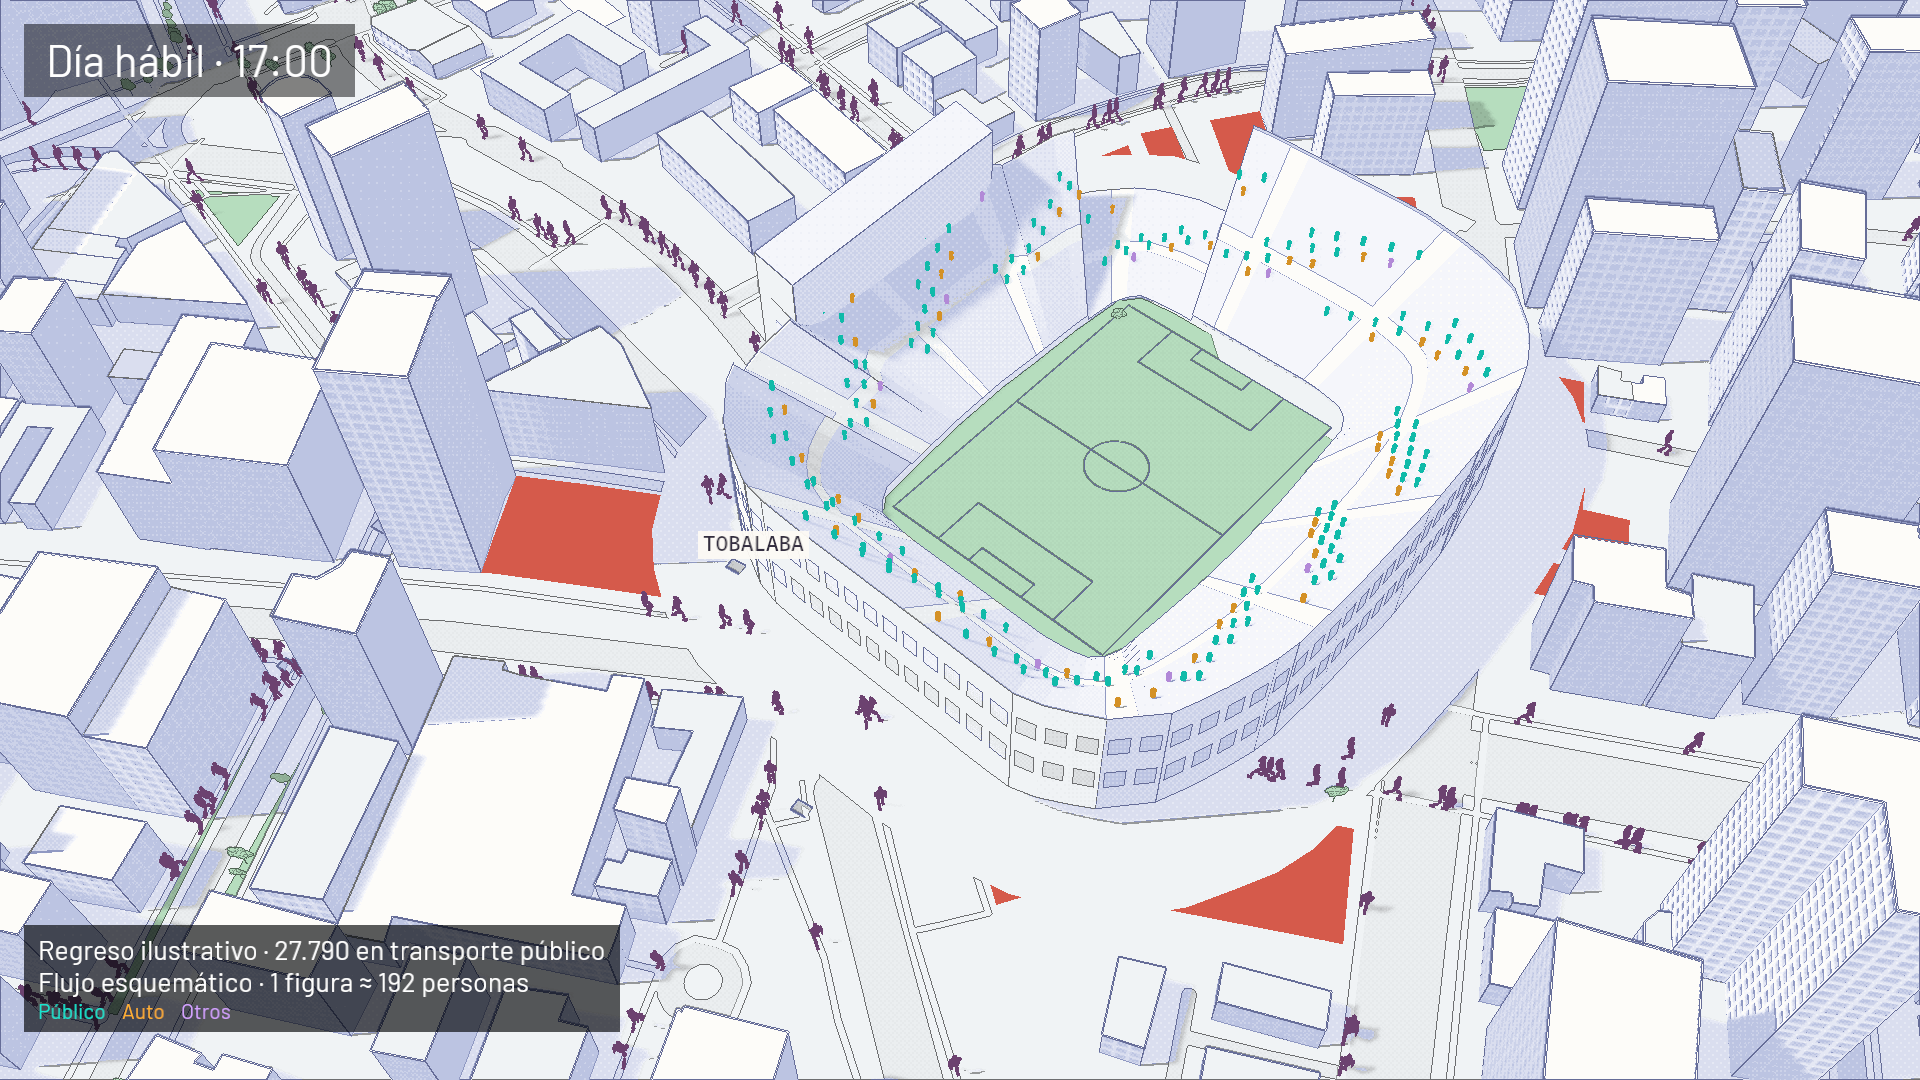 Día hábil · 17:00
TOBALABA
Regreso ilustrativo · 27.790 en transporte público
Flujo esquemático · 1 figura ≈ 192 personas
Público Auto Otros